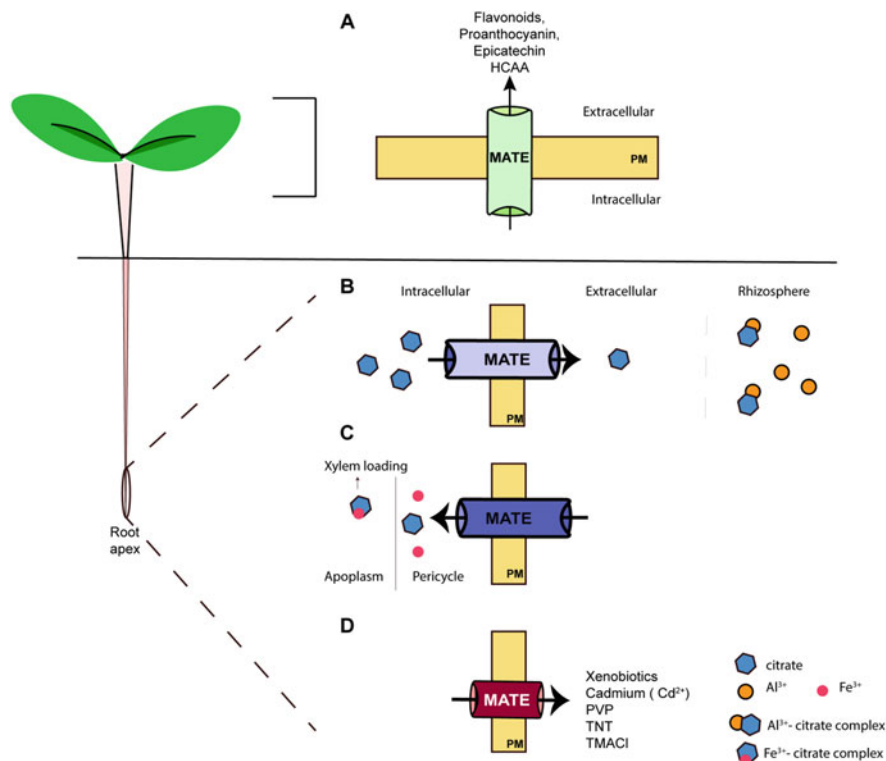 A
Flavonoids,
Proanthocyanin,
Epicatechin
HCAA
Extracellular
MATE
PM
Intracellular
B
Intracellular
Extracellular
Rhizosphere
MATE
PM
C
Xylem loading
MATE
Root
apex
Apoplasm
Pericycle
PM
D
Xenobiotics
Cadmium ( Cd²⁺)
PVP
TNT
TMACl
MATE
PM
citrate
Al³⁺
Fe³⁺
Al³⁺- citrate complex
Fe³⁺- citrate complex